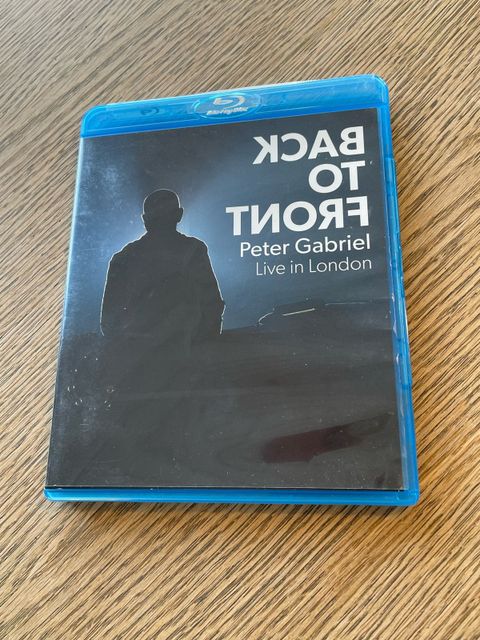 Blu-ray Disc
BACK
TO
FRONT
Peter Gabriel
Live in London